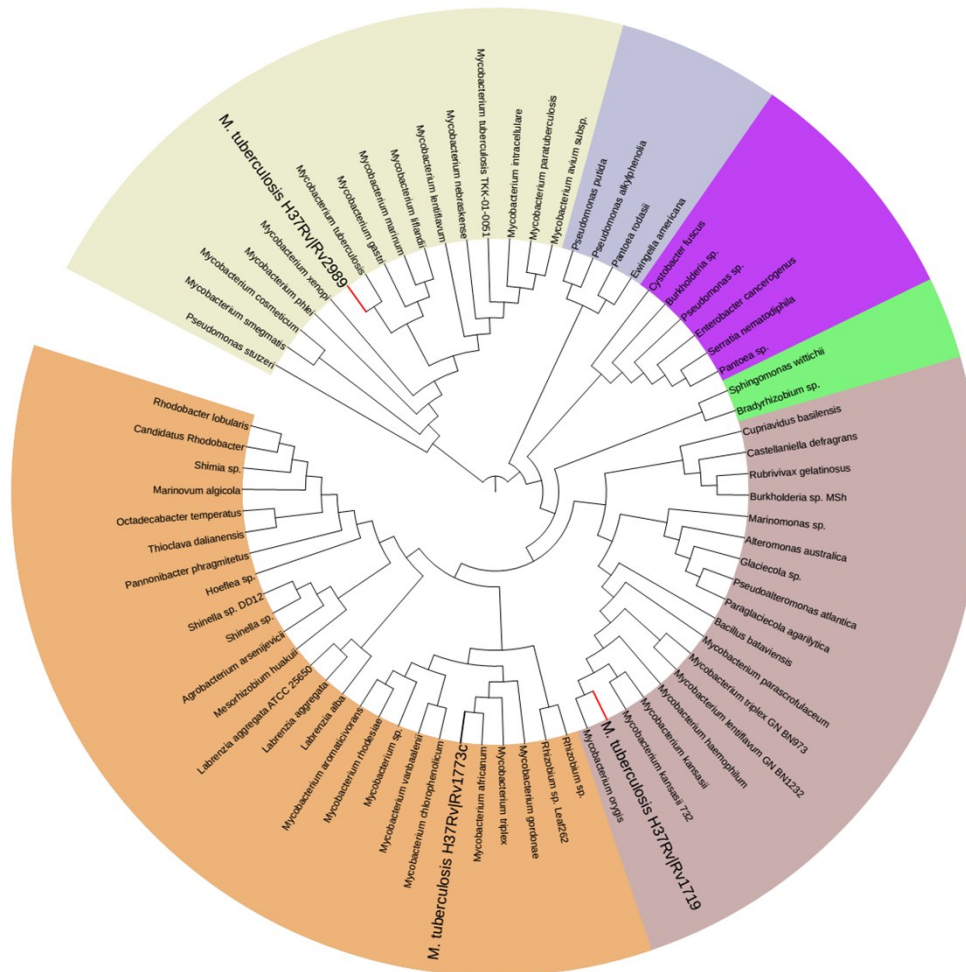 Pseudomonas stutzeri
Mycobacterium smegmatis
Mycobacterium cosmeticum
Mycobacterium phlei
Mycobacterium xenopi
M. tuberculosis H37Rv|Rv2989
Mycobacterium tuberculosis
Mycobacterium gastri
Mycobacterium marinum
Myobacterium liflandii
Mycobacterium lentiflavum
Mycobacterium nebraskense
Mycobacterium tuberculosis TKK-01-0051
Mycobacterium intracellulare
Mycobacterium paratuberculosis
Mycobacterium avium subsp.
Pseudomonas putida
Pseudomonas alkylphenolia
Pantoea rodasii
Ewingella americana
Cystobacter fuscus
Burkholderia sp.
Pseudomonas sp.
Enterobacter cancerogenus
Serratia nematodiphila
Pantoea sp.
Sphingomonas wittichii
Bradyrhizobium sp.
Cupriavidus basilensis
Castellaniella defragrans
Rubrivivax gelatinosus
Burkholderia sp. MSh
Marinomonas sp.
Alteromonas australica
Glaciecola sp.
Pseudoalteromonas atlantica
Paraglaciecola agarilytica
Bacillus bataviensis
Mycobacterium parascrofulaceum
Mycobacterium triplex GN BN973
Mycobacterium lentiflavum GN BN1232
Mycobacterium haemophilum
Mycobacterium kansasii
Mycobacterium kansasii 732
M. tuberculosis H37Rv|Rv1719
Mycobacterium orygis
Rhizobium sp.
Rhizobium sp. Leaf262
Mycobacterium gordonae
Mycobacterium triplex
Mycobacterium africanum
M. tuberculosis H37Rv|Rv1773c
Mycobacterium chlorophenolicum
Mycobacterium vanbaalenii
Mycobacterium sp.
Mycobacterium rhodesiae
Mycobacterium aromaticivorans
Labrenzia alba
Labrenzia aggregata
Labrenzia aggregata ATCC 25650
Mesorhizobium huakuii
Agrobacterium arsenijevicii
Shinella sp.
Shinella sp. DD12
Hoeflea sp.
Pannonibacter phragmitetus
Thioclava dalianensis
Octadecabacter temperatus
Marinovum algicola
Shimia sp.
Candidatus Rhodobacter
Rhodobacter lobularis